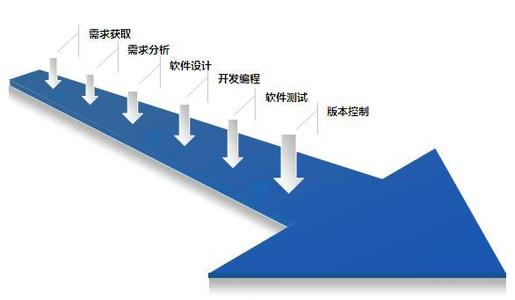 需求获取
需求分析
软件设计
开发编程
软件测试
版本控制